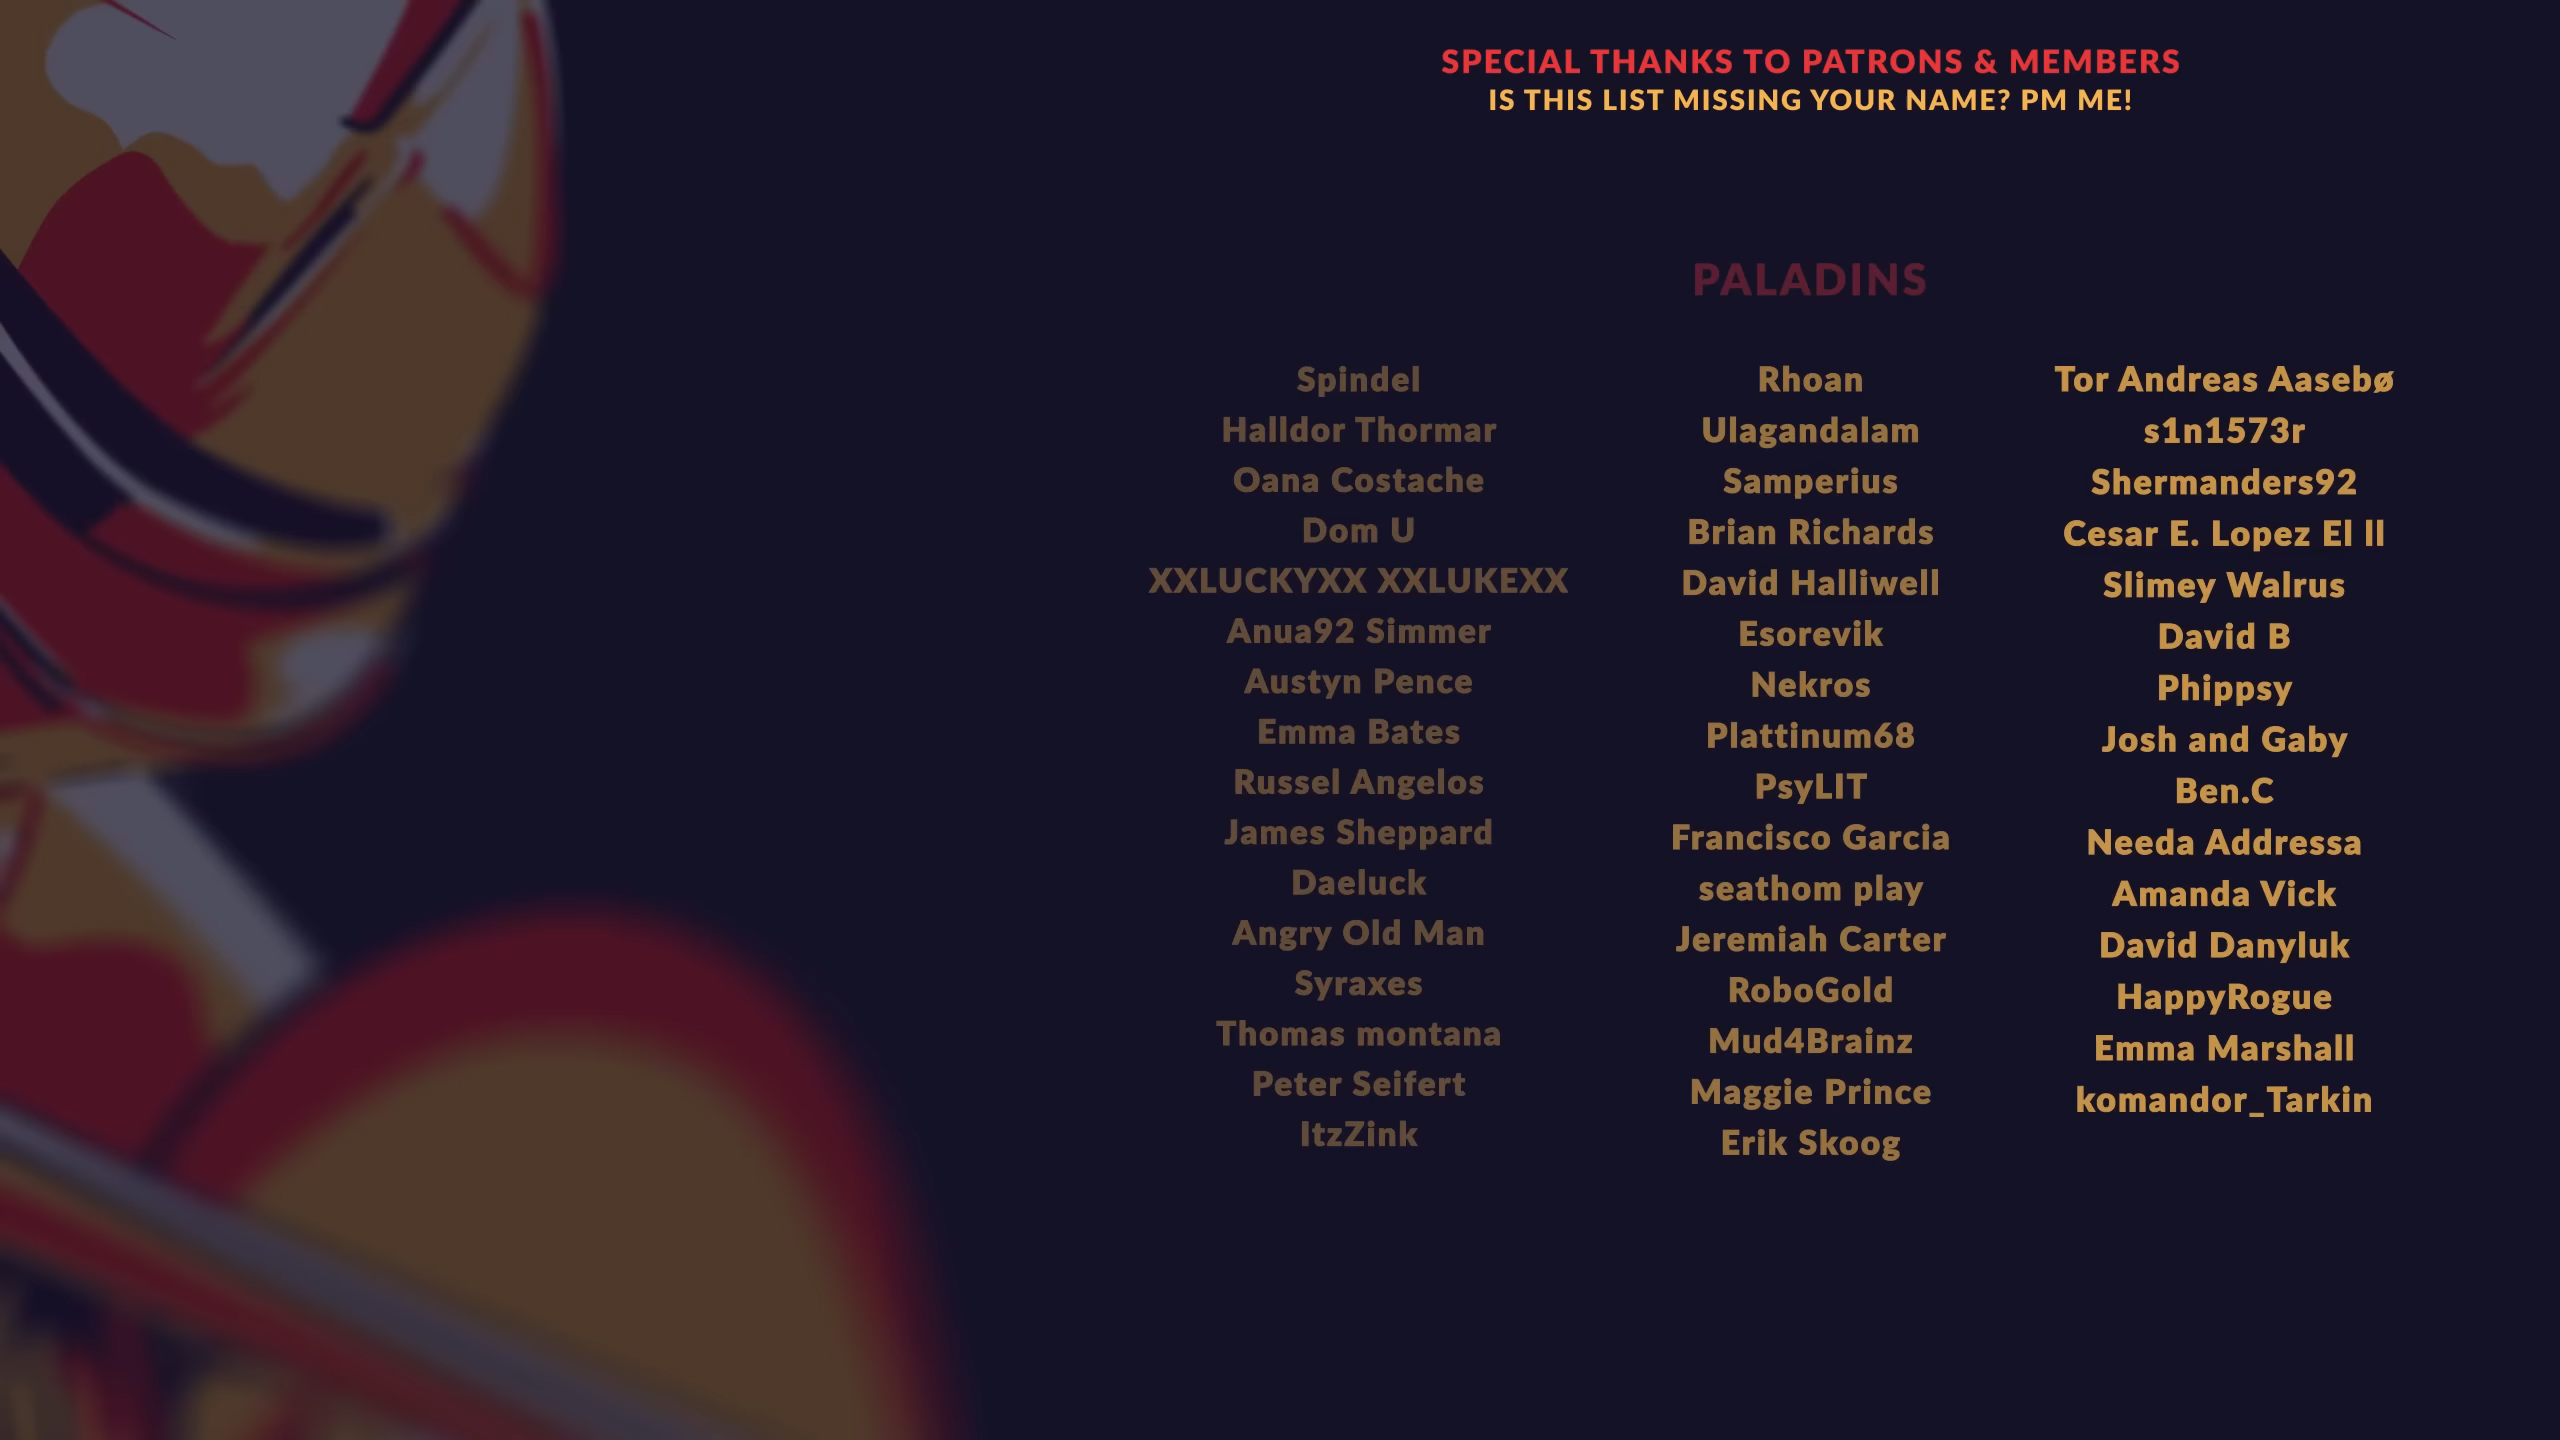 SPECIAL THANKS TO PATRONS & MEMBERS
IS THIS LIST MISSING YOUR NAME? PM ME!
PALADINS
Spindel
Halldor Thormar
Oana Costache
Dom U
XXLUCKYXX XXLUKEXX
Anua92 Simmer
Austyn Pence
Emma Bates
Russel Angelos
James Sheppard
Daeluck
Angry Old Man
Syraxes
Thomas montana
Peter Seifert
ItzZink
Rhoan
Ulagandalam
Samperius
Brian Richards
David Halliwell
Esorevik
Nekros
Plattinum68
PsyLIT
Francisco Garcia
seathom play
Jeremiah Carter
RoboGold
Mud4Brainz
Maggie Prince
Erik Skoog
Tor Andreas Aasebø
s1n1573r
Shermanders92
Cesar E. Lopez El ll
Slimey Walrus
David B
Phippsy
Josh and Gaby
Ben.C
Needa Addressa
Amanda Vick
David Danyluk
HappyRogue
Emma Marshall
komandor_Tarkin